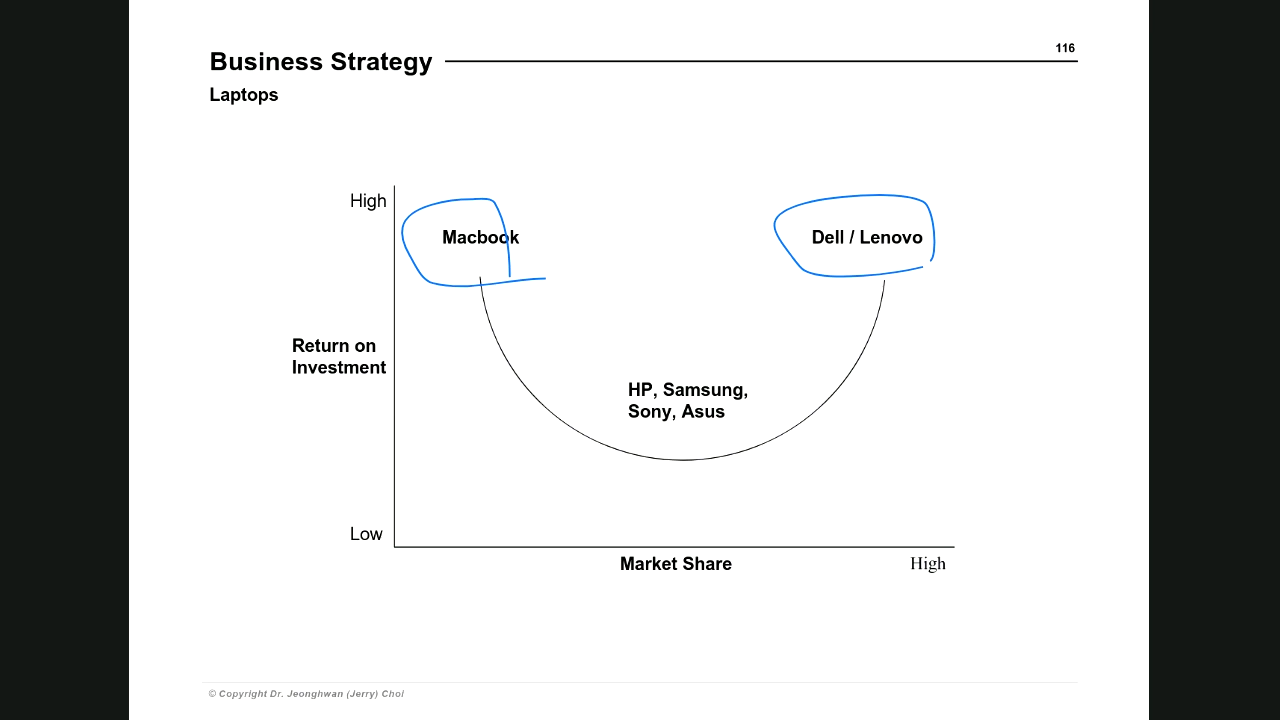 116
Business Strategy
Laptops
High
Macbook
Dell / Lenovo
Return on
Investment
HP, Samsung,
Sony, Asus
Low
Market Share
High
© Copyright Dr. Jeonghwan (Jerry) Choi